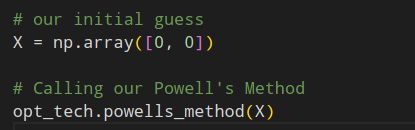 # our initial guess
X = np.array([0, 0])
# Calling our Powell's Method
opt_tech.powells_method(X)